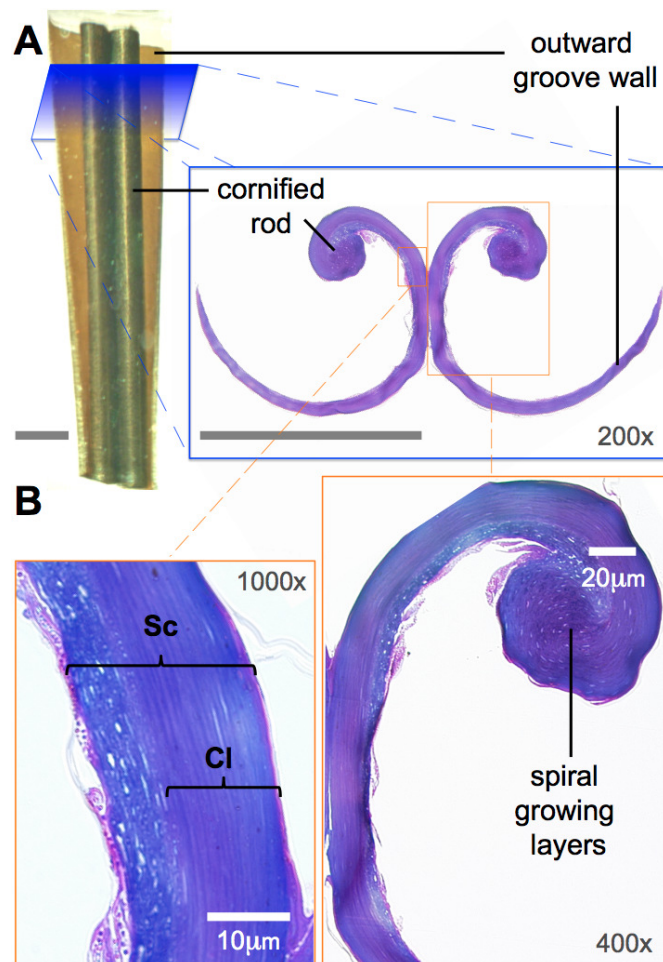 A
outward
groove wall
cornified
rod
200x
B
1000x
Sc
Cl
10µm
20µm
spiral
growing
layers
400x